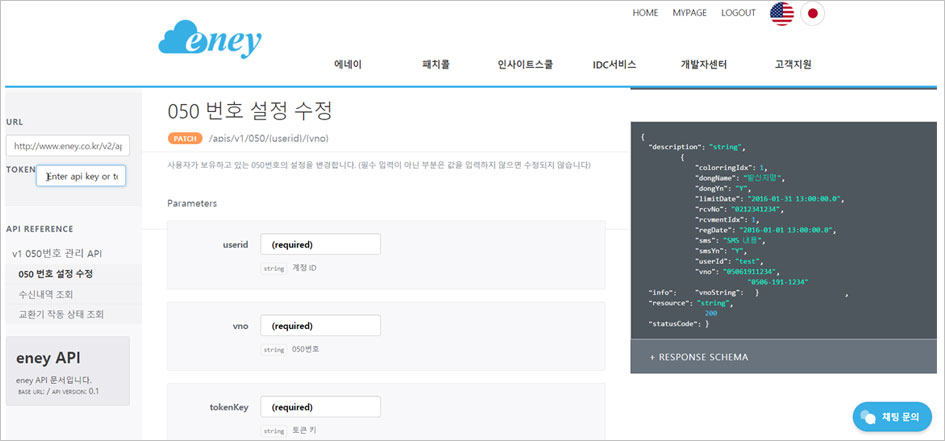 HOME MYPAGE LOGOUT
eney
에네이 패치콜 인사이트스쿨 IDC서비스 개발자센터 고객지원
URL
http://www.eney.co.kr/v2/ap
TOKEN
Enter api key or to
API REFERENCE
v1 050번호 관리 API
050 번호 설정 수정
수신내역 조회
교환기 작동 상태 조회
eney API
eney API 문서입니다.
BASE URL: / API VERSION: 0.1
050 번호 설정 수정
PATCH /apis/v1/050/{userid}/{vno}
사용자가 보유하고 있는 050번호의 설정을 변경합니다. (필수 입력이 아닌 부분은 값을 입력하지 않으면 수정되지 않습니다)
Parameters
userid (required)
string 계정 ID
vno (required)
string 050번호
tokenKey (required)
string 토큰 키
{
"description": "string",
{
"colorringIdx": 1,
"dongName": "발신지명",
"dongYn": "Y",
"limitDate": "2016-01-31 13:00:00.0",
"rcvNo": "0212341234",
"rcvmentIdx": 1,
"regDate": "2016-01-01 13:00:00.0",
"sms": "SMS 내용",
"smsYn": "Y",
"userId": "test",
"vno": "05061911234",
"0506-191-1234"
"info": "vnoString": } ,
"resource": "string",
200
"statusCode": }
+ RESPONSE SCHEMA
채팅 문의